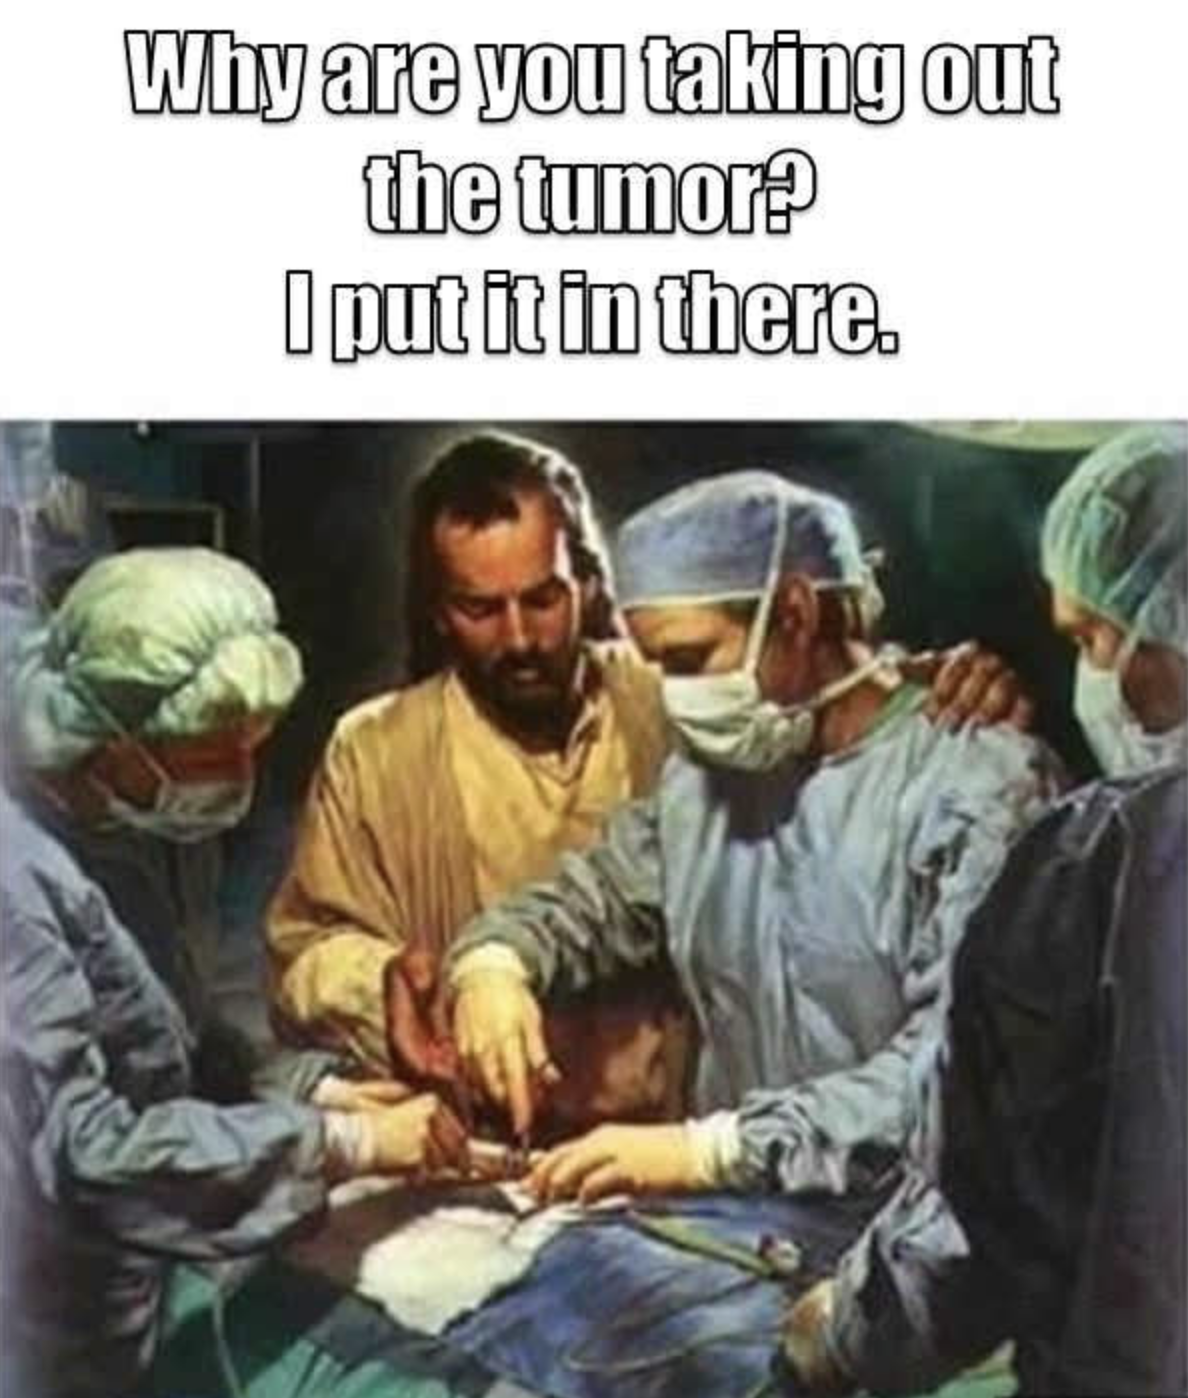 Why are you taking out
the tumor?
I put it in there.